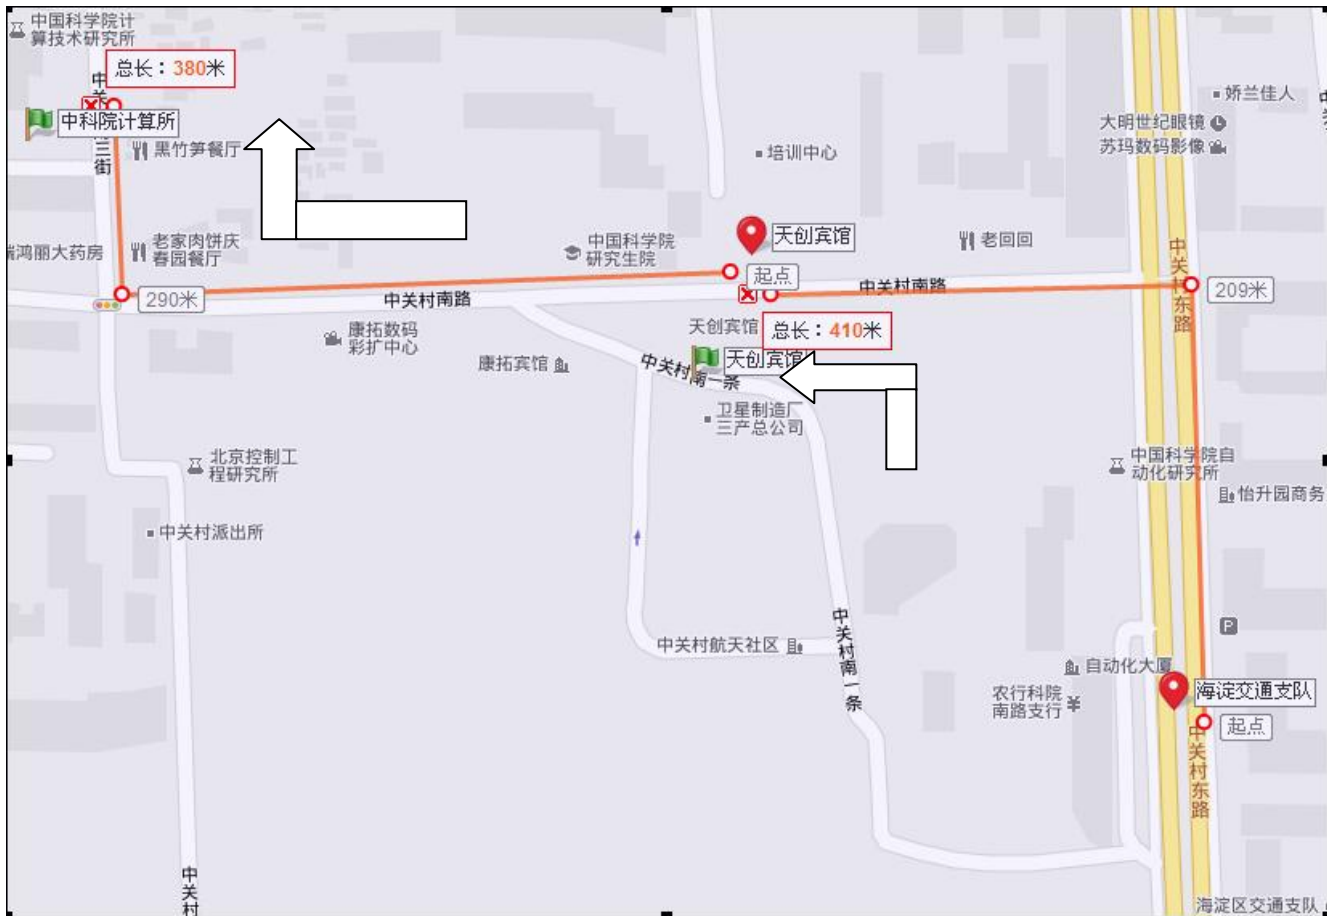 中国科学院计
算技术研究所
总长：380米
中关
中科院计算所
南三街
黑竹笋餐厅
娇兰佳人
大明世纪眼镜
苏玛数码影像
培训中心
瑞鸿丽大药房
老家肉饼庆
春园餐厅
中国科学院
研究生院
天创宾馆
老回回
起点
290米
中关村南路
中关村南路
中关村东路
209米
天创宾馆
总长：410米
康拓数码
彩扩中心
康拓宾馆
天创宾馆
中关村南一条
卫星制造厂
三产总公司
北京控制工
程研究所
中国科学院自
动化研究所
怡升园商务
中关村派出所
中关村航天社区
中关村南一条
P
自动化大厦
农行科院
南路支行
海淀交通支队
起点
中关村东路
中关村
海淀区交通支队